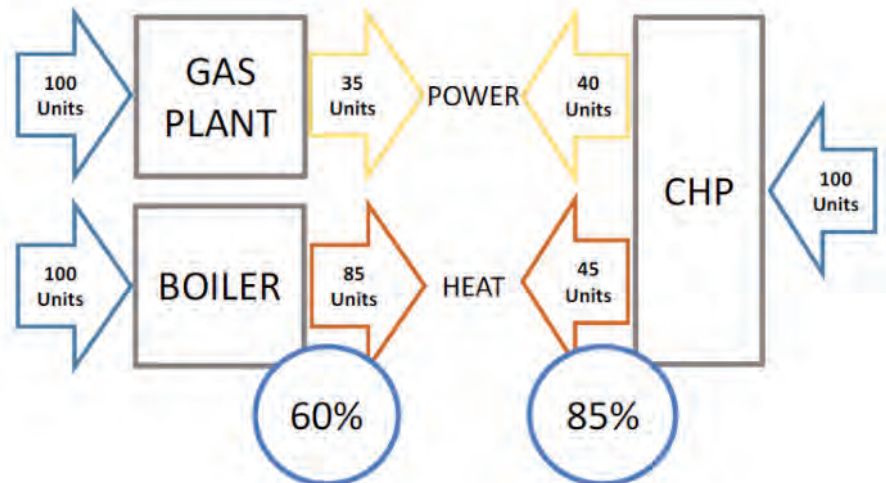 100
Units
GAS
PLANT
35
Units
POWER
40
Units
CHP
100
Units
100
Units
BOILER
85
Units
HEAT
45
Units
60%
85%